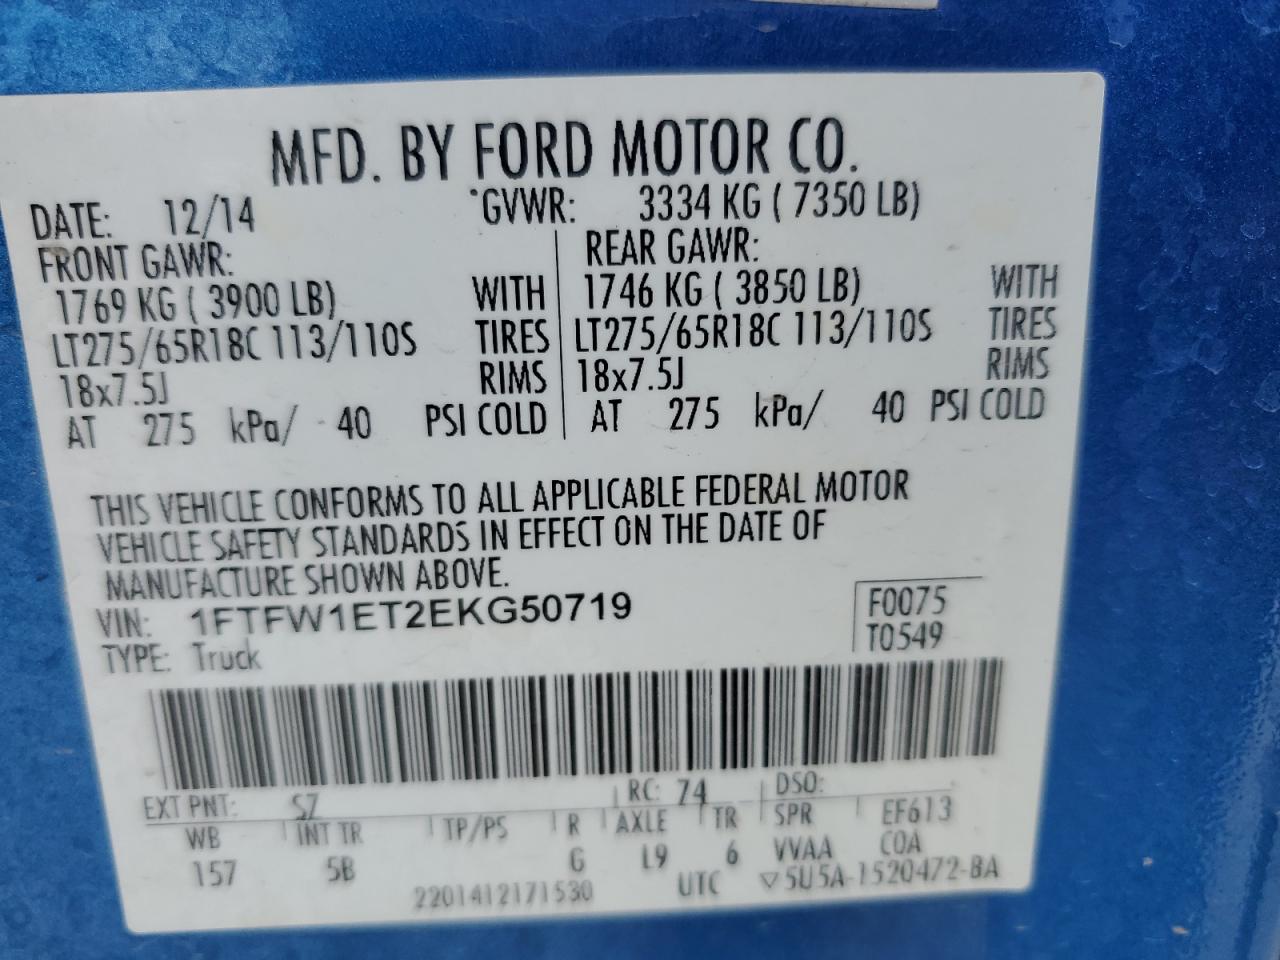 MFD. BY FORD MOTOR CO.
DATE: 12/14 GVWR: 3334 KG ( 7350 LB)
FRONT GAWR: REAR GAWR:
1769 KG ( 3900 LB) WITH 1746 KG ( 3850 LB) WITH
LT275/65R18C 113/110S TIRES LT275/65R18C 113/110S TIRES
18x7.5J RIMS 18x7.5J RIMS
AT 275 kPa/ 40 PSI COLD AT 275 kPa/ 40 PSI COLD
THIS VEHICLE CONFORMS TO ALL APPLICABLE FEDERAL MOTOR
VEHICLE SAFETY STANDARDS IN EFFECT ON THE DATE OF
MANUFACTURE SHOWN ABOVE.
VIN: 1FTFW1ET2EKG50719 F0075
TYPE: Truck T0549
EXT PNT: SZ RC: 74 DSO:
WB INT TR TP/PS R AXLE TR SPR EF613
157 5B G L9 6 VVAA COA
2201412171530 UTC ▽5U5A-1520472-BA